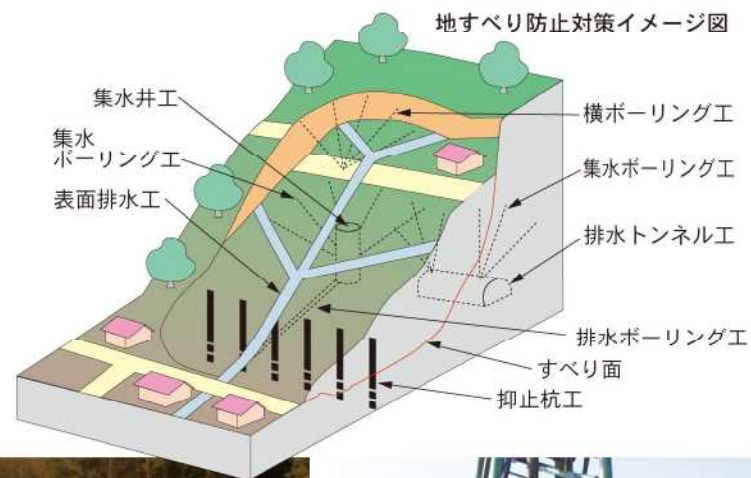 地すべり防止対策イメージ図
集水井工
集水
ボーリング工
表面排水工
横ボーリング工
集水ボーリング工
排水トンネル工
排水ボーリング工
すべり面
抑止杭工